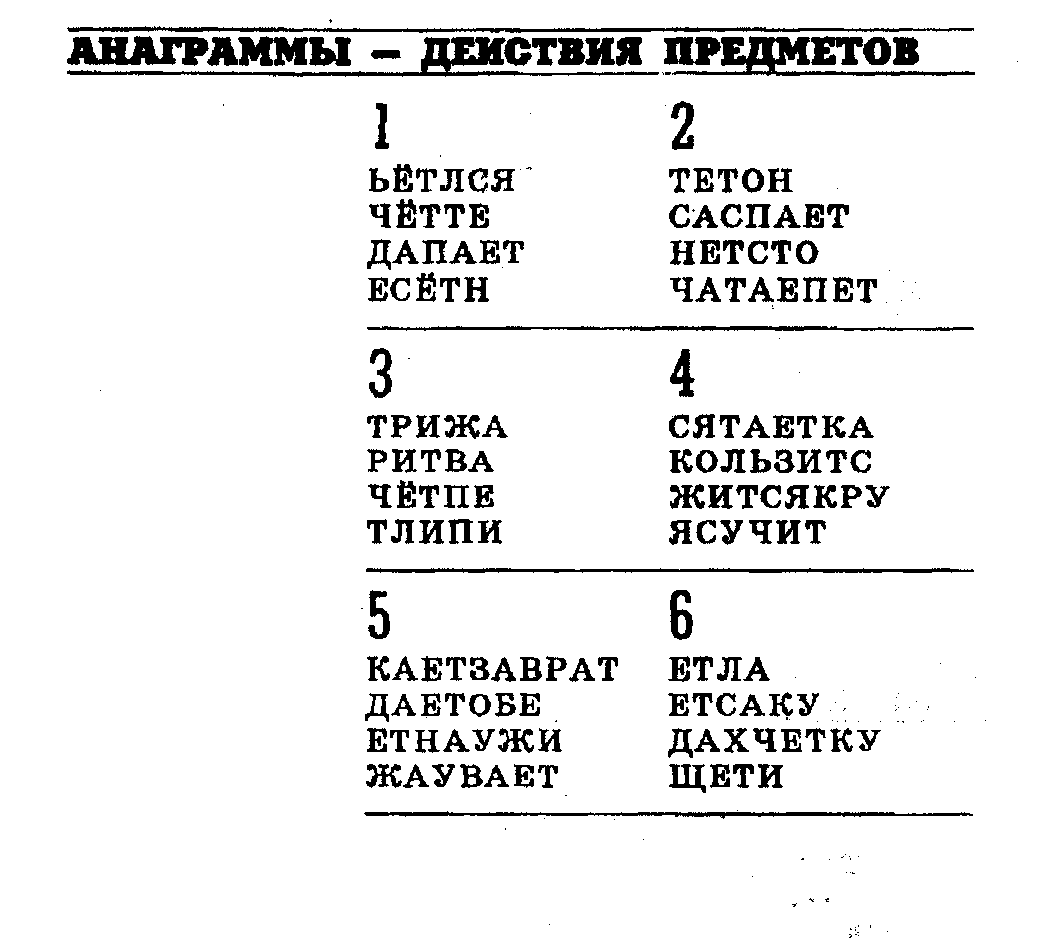 АНАГРАММЫ – ДЕЙСТВИЯ ПРЕДМЕТОВ
1
ЬЁТЛСЯ
ЧЁТТЕ
ДАПАЕТ
ЕСЁТН
2
ТЕТОН
САСПАЕТ
НЕТСТО
ЧАТАЕПЕТ
3
ТРИЖА
РИТВА
ЧЁТПЕ
ТЛИПИ
4
СЯТАЕТКА
КОЛЬЗИТС
ЖИТСЯКРУ
ЯСУЧИТ
5
КАЕТЗАВРАТ
ДАЕТОБЕ
ЕТНАУЖИ
ЖАУВАЕТ
6
ЕТЛА
ЕТСАКУ
ДАХЧЕТКУ
ЩЕТИ